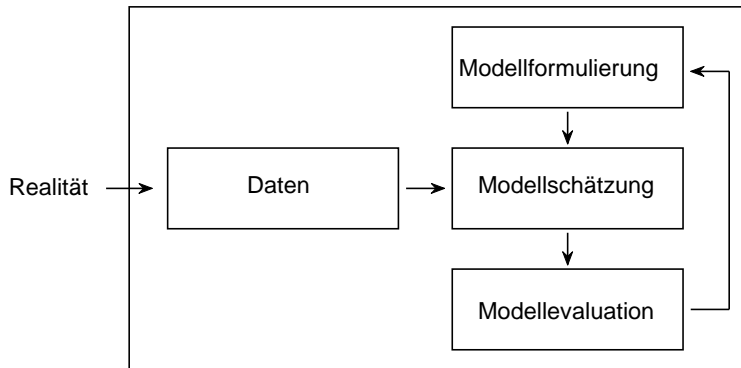 Modellformulierung
Realität
Daten
Modellschätzung
Modellevaluation